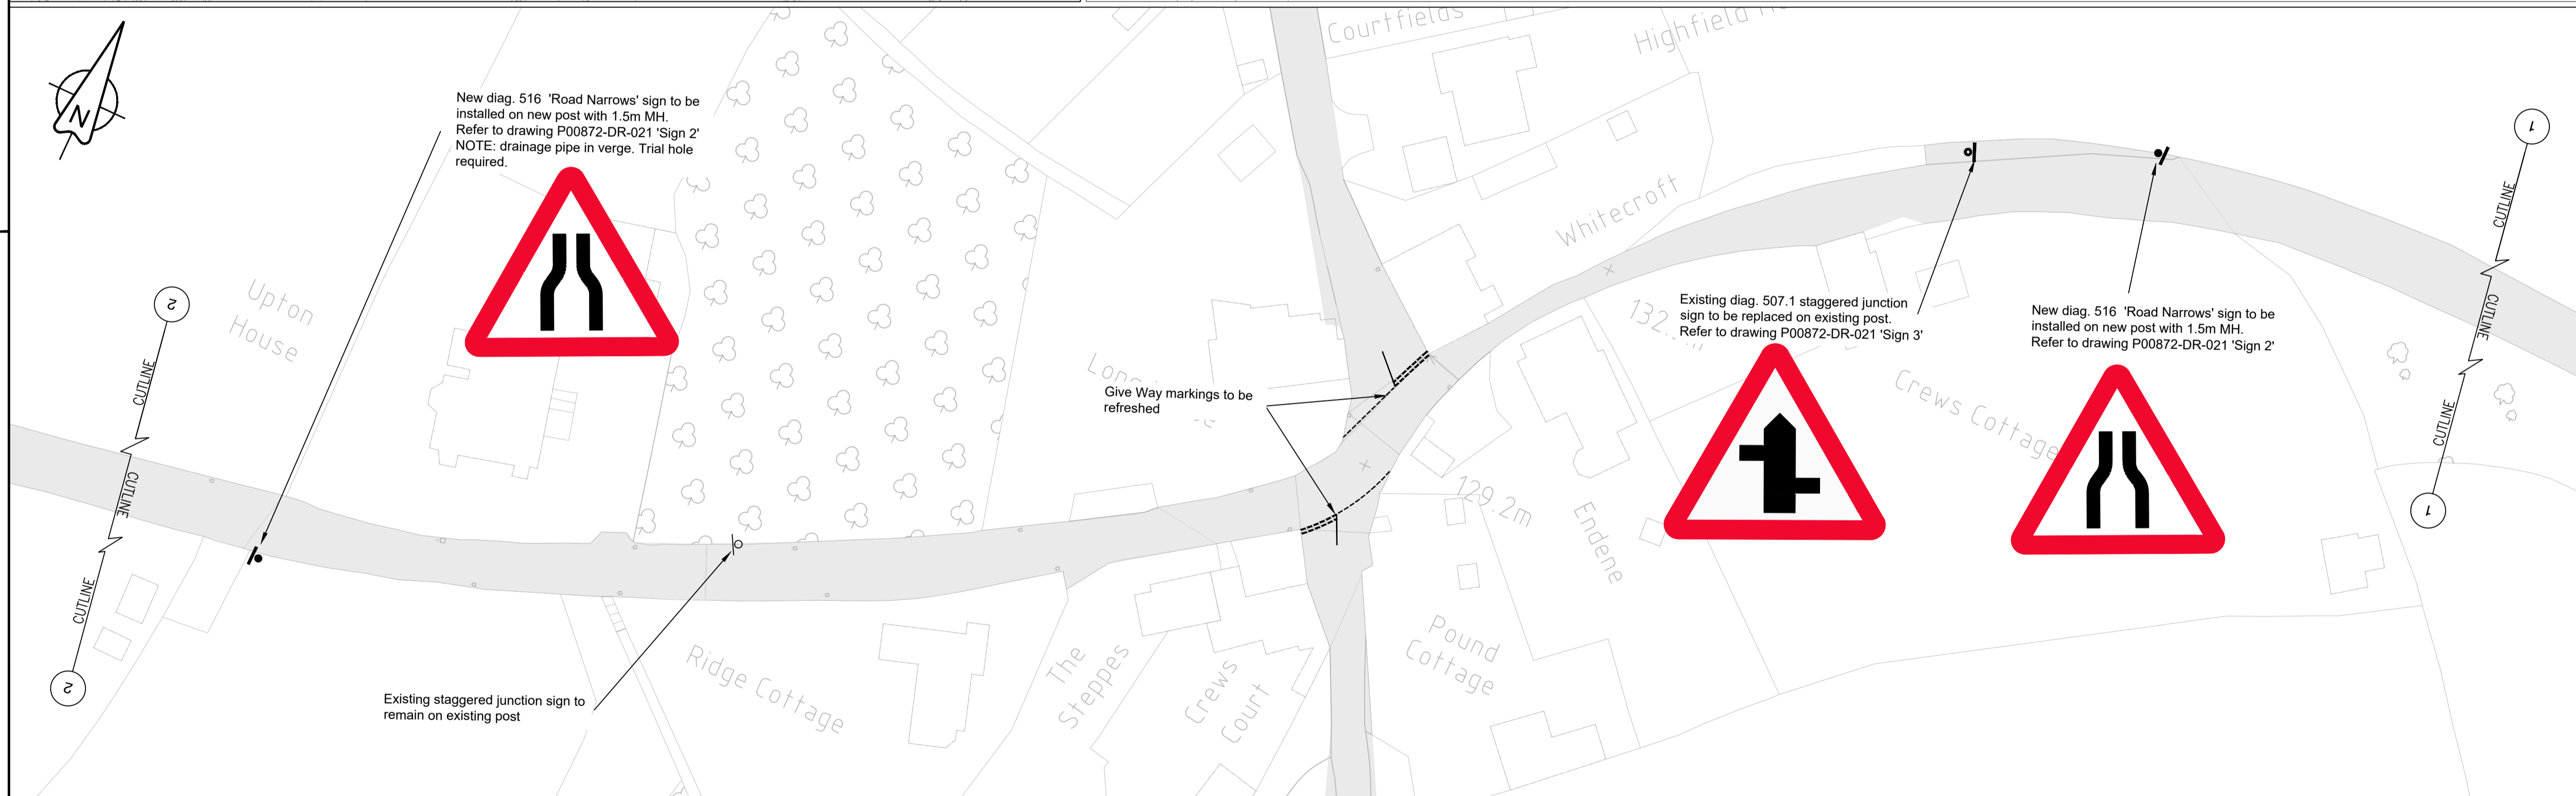 Courtfields
Highfield
N
New diag. 516 'Road Narrows' sign to be
installed on new post with 1.5m MH.
Refer to drawing P00872-DR-021 'Sign 2'
NOTE: drainage pipe in verge. Trial hole
required.
1
CUTLINE
CUTLINE
CUTLINE
1
Whitecroft
Upton
House
2
CUTLINE
CUTLINE
CUTLINE
2
Existing diag. 507.1 staggered junction
sign to be replaced on existing post.
Refer to drawing P00872-DR-021 'Sign 3'
New diag. 516 'Road Narrows' sign to be
installed on new post with 1.5m MH.
Refer to drawing P00872-DR-021 'Sign 2'
Give Way markings to be
refreshed
Crews Cottage
129.2m
Endene
Pound
Cottage
The
Steppes
Crews
Court
Ridge Cottage
Existing staggered junction sign to
remain on existing post